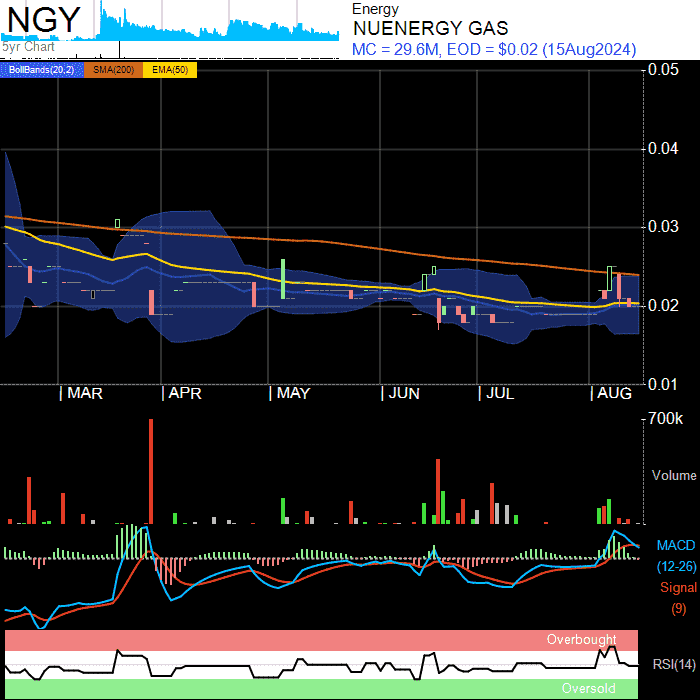 NGY
5yr Chart
Energy
NUENERGY GAS
MC = 29.6M, EOD = $0.02 (15Aug2024)
BollBands(20,2) SMA(200) EMA(50)
0.05
0.04
0.03
0.02
0.01
MAR APR MAY JUN JUL AUG
700k
Volume
MACD
(12-26)
Signal
(9)
Overbought
RSI(14)
Oversold